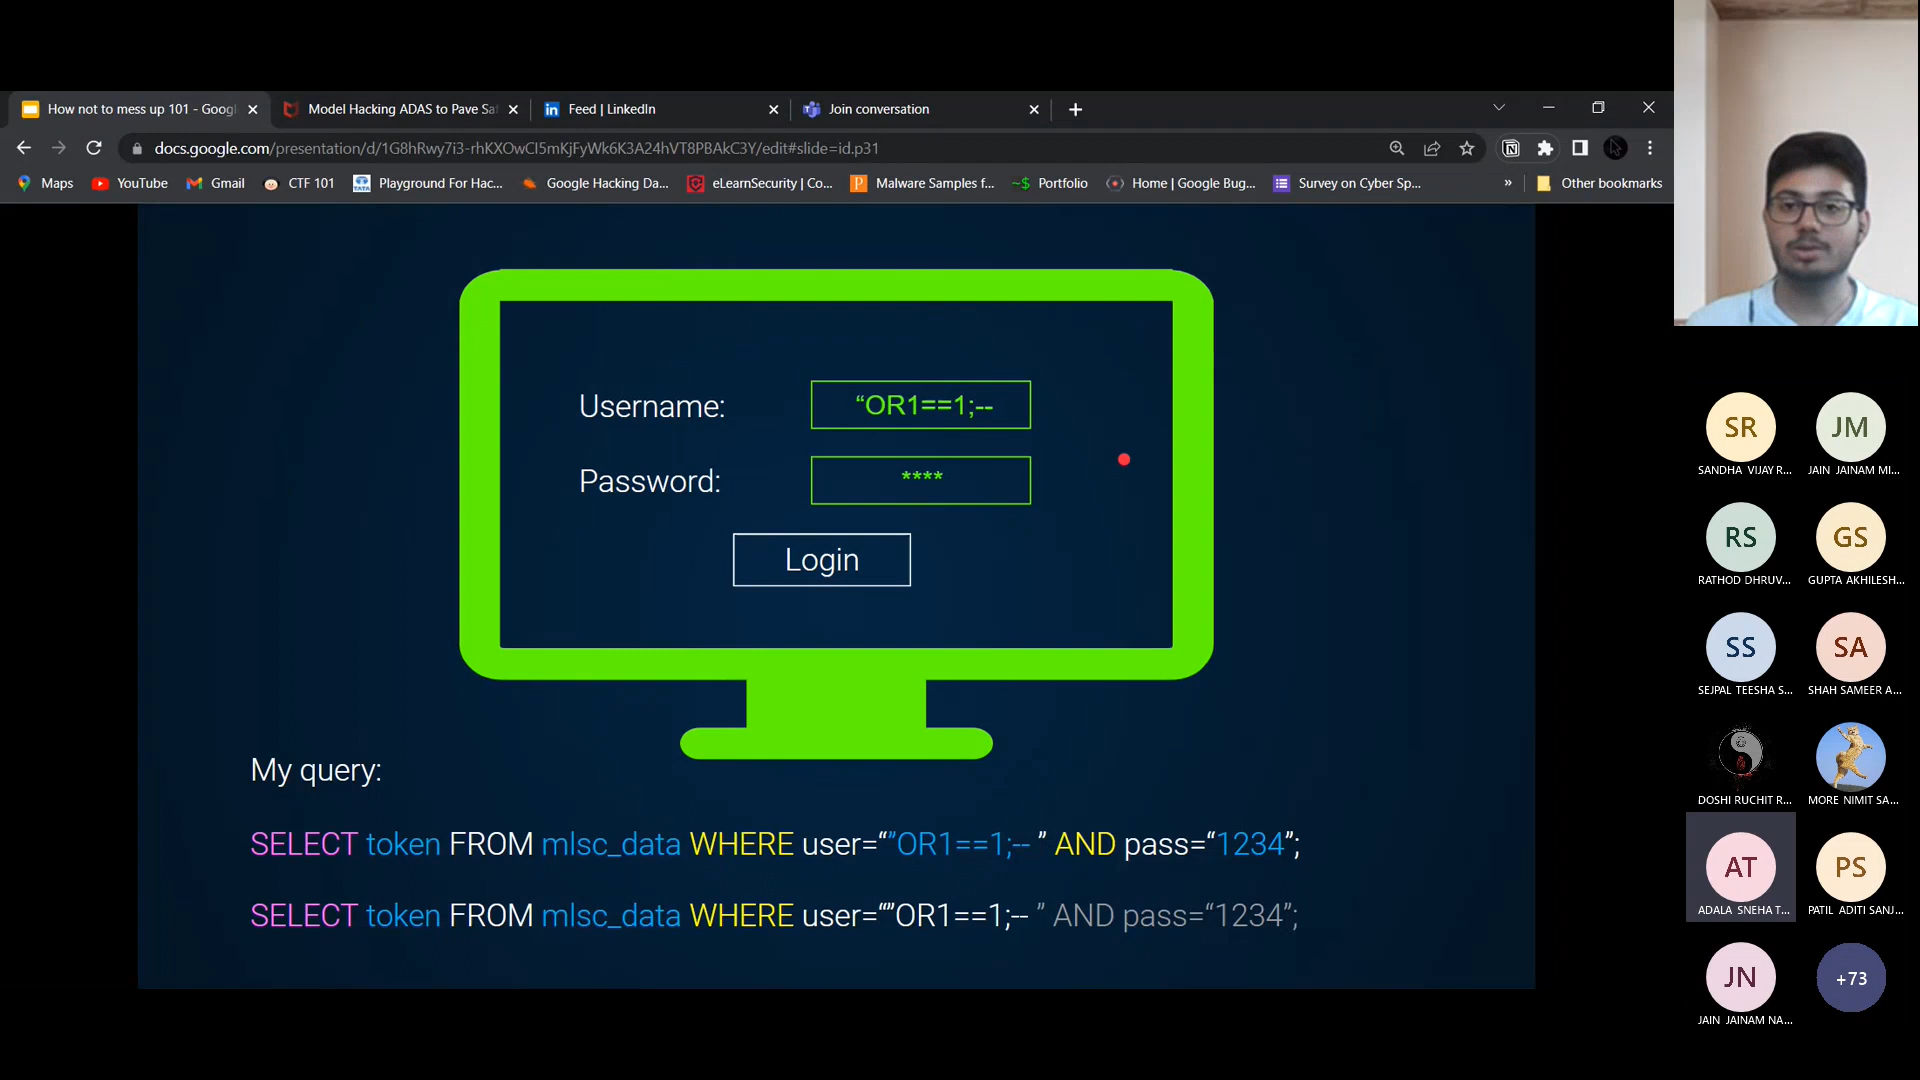 How not to mess up 101 - Goog
Model Hacking ADAS to Pave Sa
Feed | LinkedIn
Join conversation
docs.google.com/presentation/d/1G8hRwy7i3-rhKXOwCI5mKjFyWk6K3A24hVT8PBAkC3Y/edit#slide=id.p31
Maps
YouTube
Gmail
CTF 101
Playground For Hac...
Google Hacking Da...
eLearnSecurity | Co...
Malware Samples f...
Portfolio
Home | Google Bug...
Survey on Cyber Sp...
»
Other bookmarks
Username: “OR1==1;--
Password: ****
Login
My query:
SELECT token FROM mlsc_data WHERE user=“”OR1==1;-- ” AND pass=“1234”;
SELECT token FROM mlsc_data WHERE user=“”OR1==1;-- ” AND pass=“1234”;
SR JM
SANDHA VIJAY R... JAIN JAINAM MI...
RS GS
RATHOD DHRUV... GUPTA AKHILESH...
SS SA
SEJPAL TEESHA S... SHAH SAMEER A...
DOSHI RUCHIT R... MORE NIMIT SA...
AT PS
ADALA SNEHA T... PATIL ADITI SANJ...
JN +73
JAIN JAINAM NA...